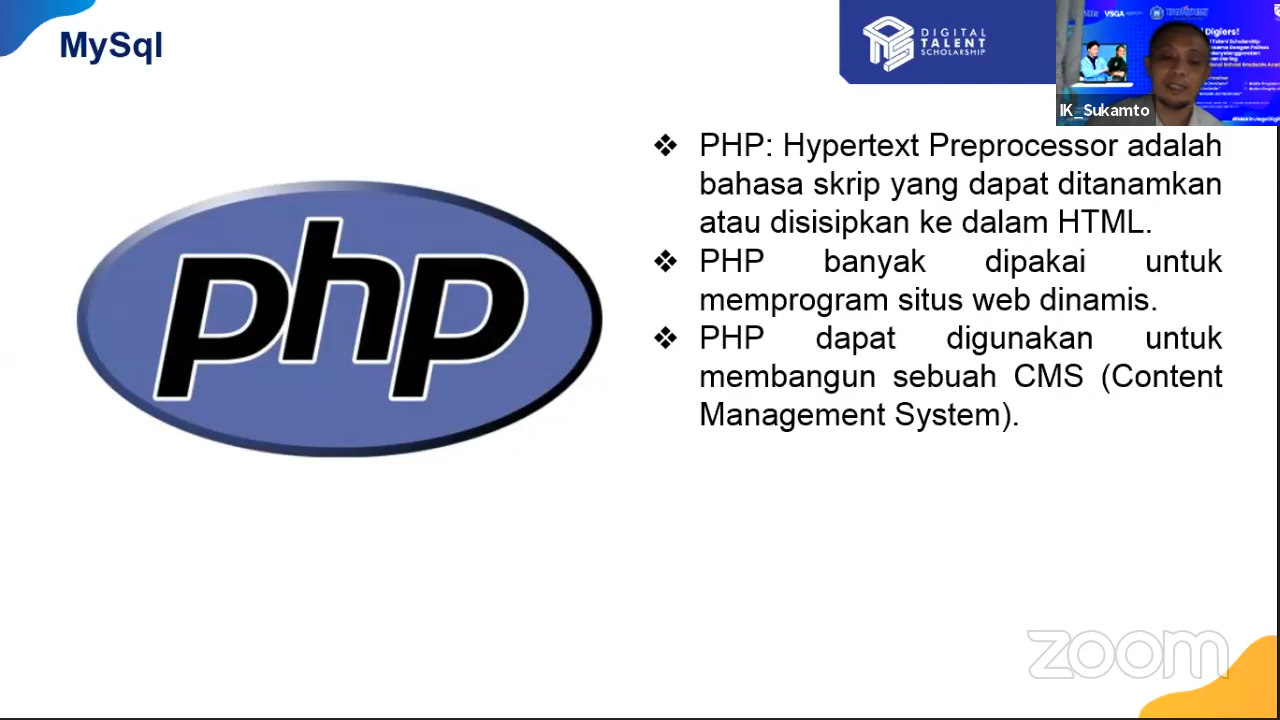 MySql
DIGITAL
TALENT
SCHOLARSHIP
VSGA
Digiers!
IK_Sukamto
php
❖ PHP: Hypertext Preprocessor adalah
bahasa skrip yang dapat ditanamkan
atau disisipkan ke dalam HTML.
❖ PHP banyak dipakai untuk
memprogram situs web dinamis.
❖ PHP dapat digunakan untuk
membangun sebuah CMS (Content
Management System).
zoom